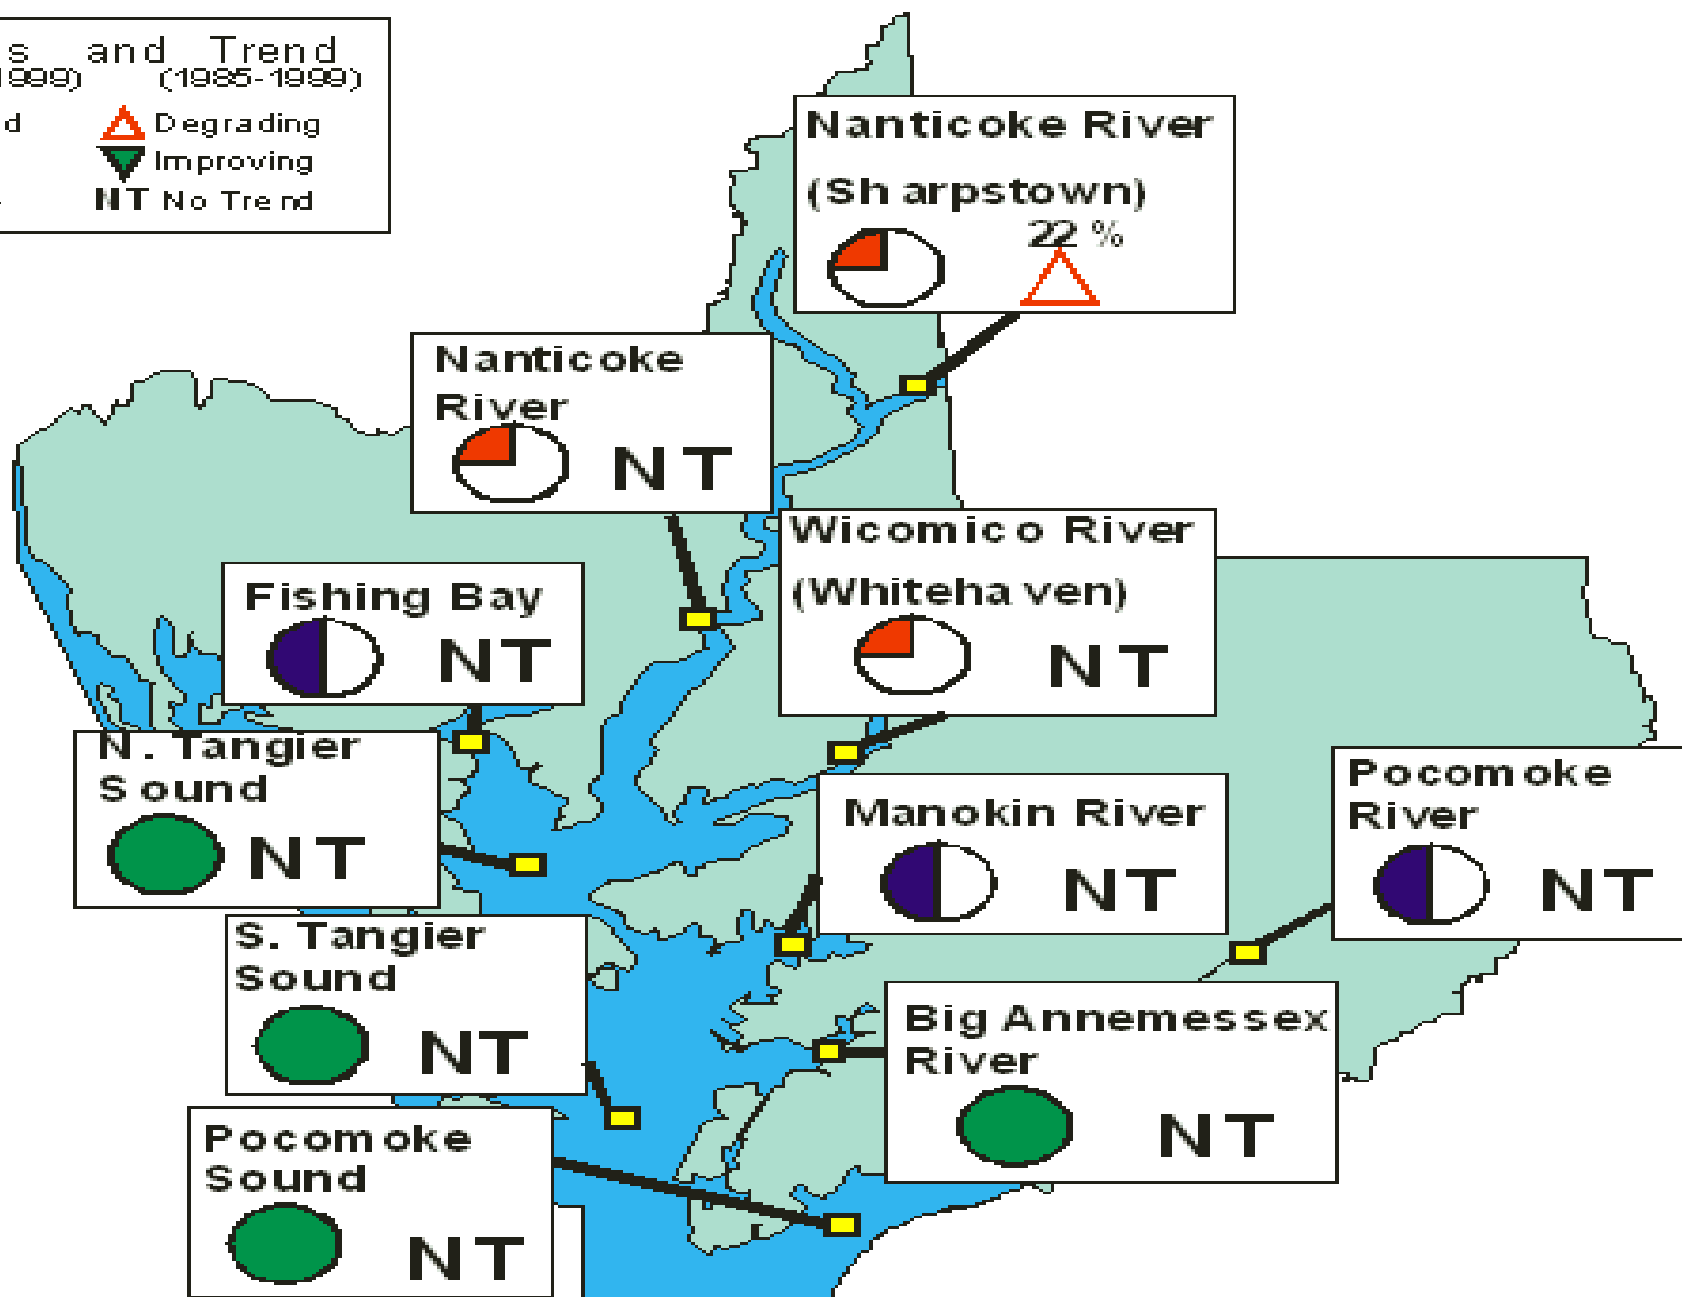 s and Trend
1999) (1985-1999)
d Degrading
Improving
NT No Trend
Nanticoke River
(Sharpstown)
22 %
Nanticoke
River
NT
Wicomico River
(Whitehaven)
NT
Fishing Bay
NT
N. Tangier
Sound
NT
Manokin River
NT
Pocomoke
River
NT
S. Tangier
Sound
NT
Big Annemessex
River
NT
Pocomoke
Sound
NT